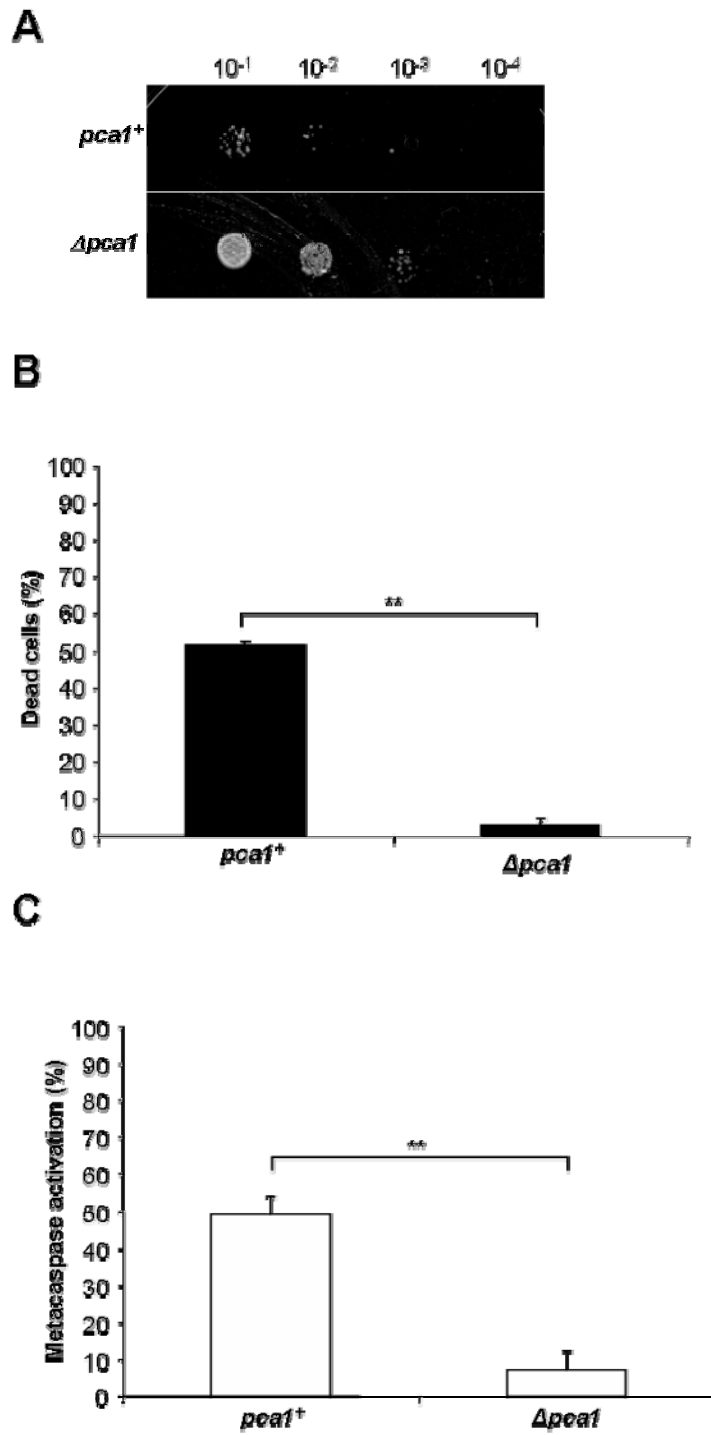 A
10⁻¹ 10⁻² 10⁻³ 10⁻⁴
pca1⁺
Δpca1
B
100
90
80
70
60
50
40
30
20
10
0
Dead cells (%)
**
pca1⁺ Δpca1
C
100
90
80
70
60
50
40
30
20
10
0
Metacaspase activation (%)
**
pca1⁺ Δpca1